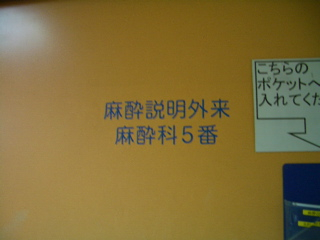 麻酔説明外来
麻酔科5番
こちらの
ポケットへ
入れてくだ